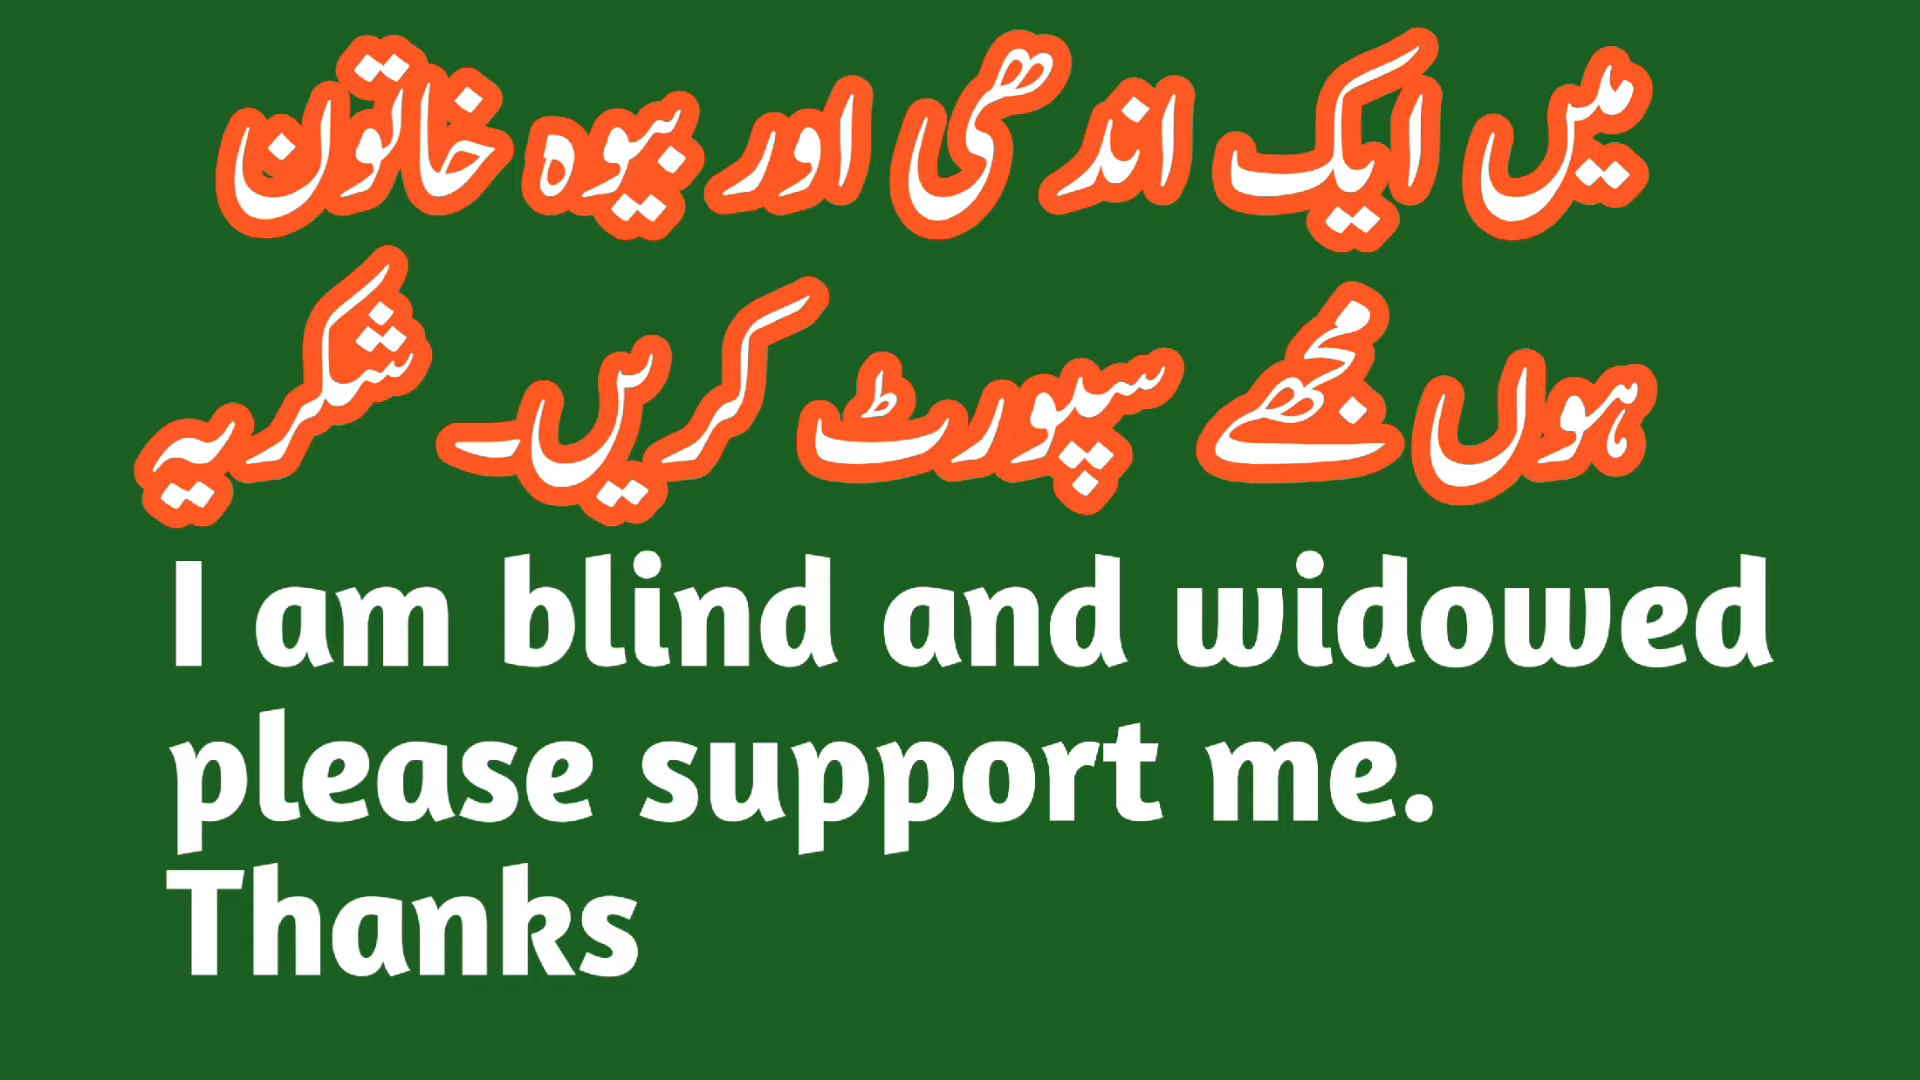 میں ایک اندھی اور بیوہ خاتون
ہوں مجھے سپورٹ کریں۔ شکریہ
I am blind and widowed
please support me.
Thanks